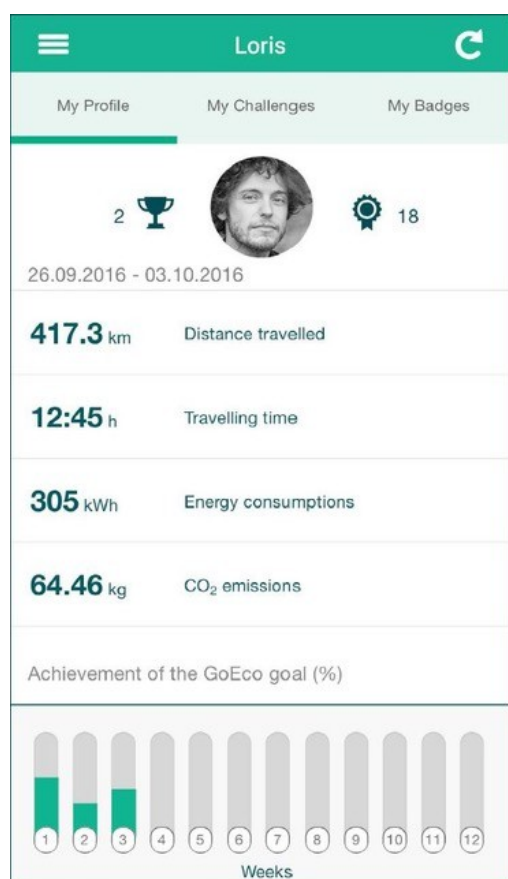 Loris
My Profile My Challenges My Badges
2 18
26.09.2016 - 03.10.2016
417.3 km Distance travelled
12:45 h Travelling time
305 kWh Energy consumptions
64.46 kg CO₂ emissions
Achievement of the GoEco goal (%)
1 2 3 4 5 6 7 8 9 10 11 12
Weeks